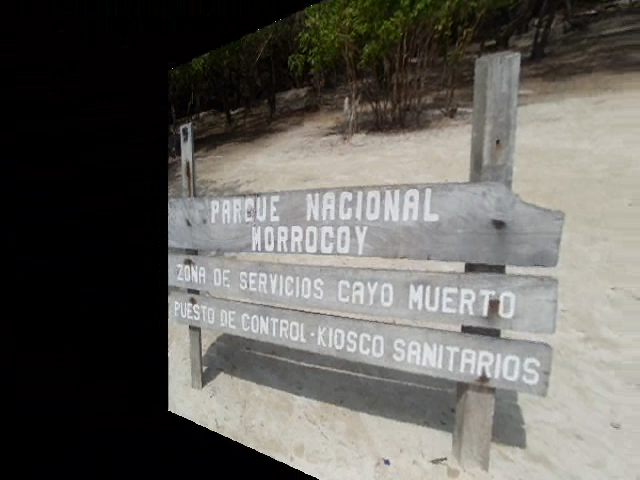 PARQUE NACIONAL
MORROCOY
ZONA DE SERVICIOS CAYO MUERTO
PUESTO DE CONTROL-KIOSCO SANITARIOS